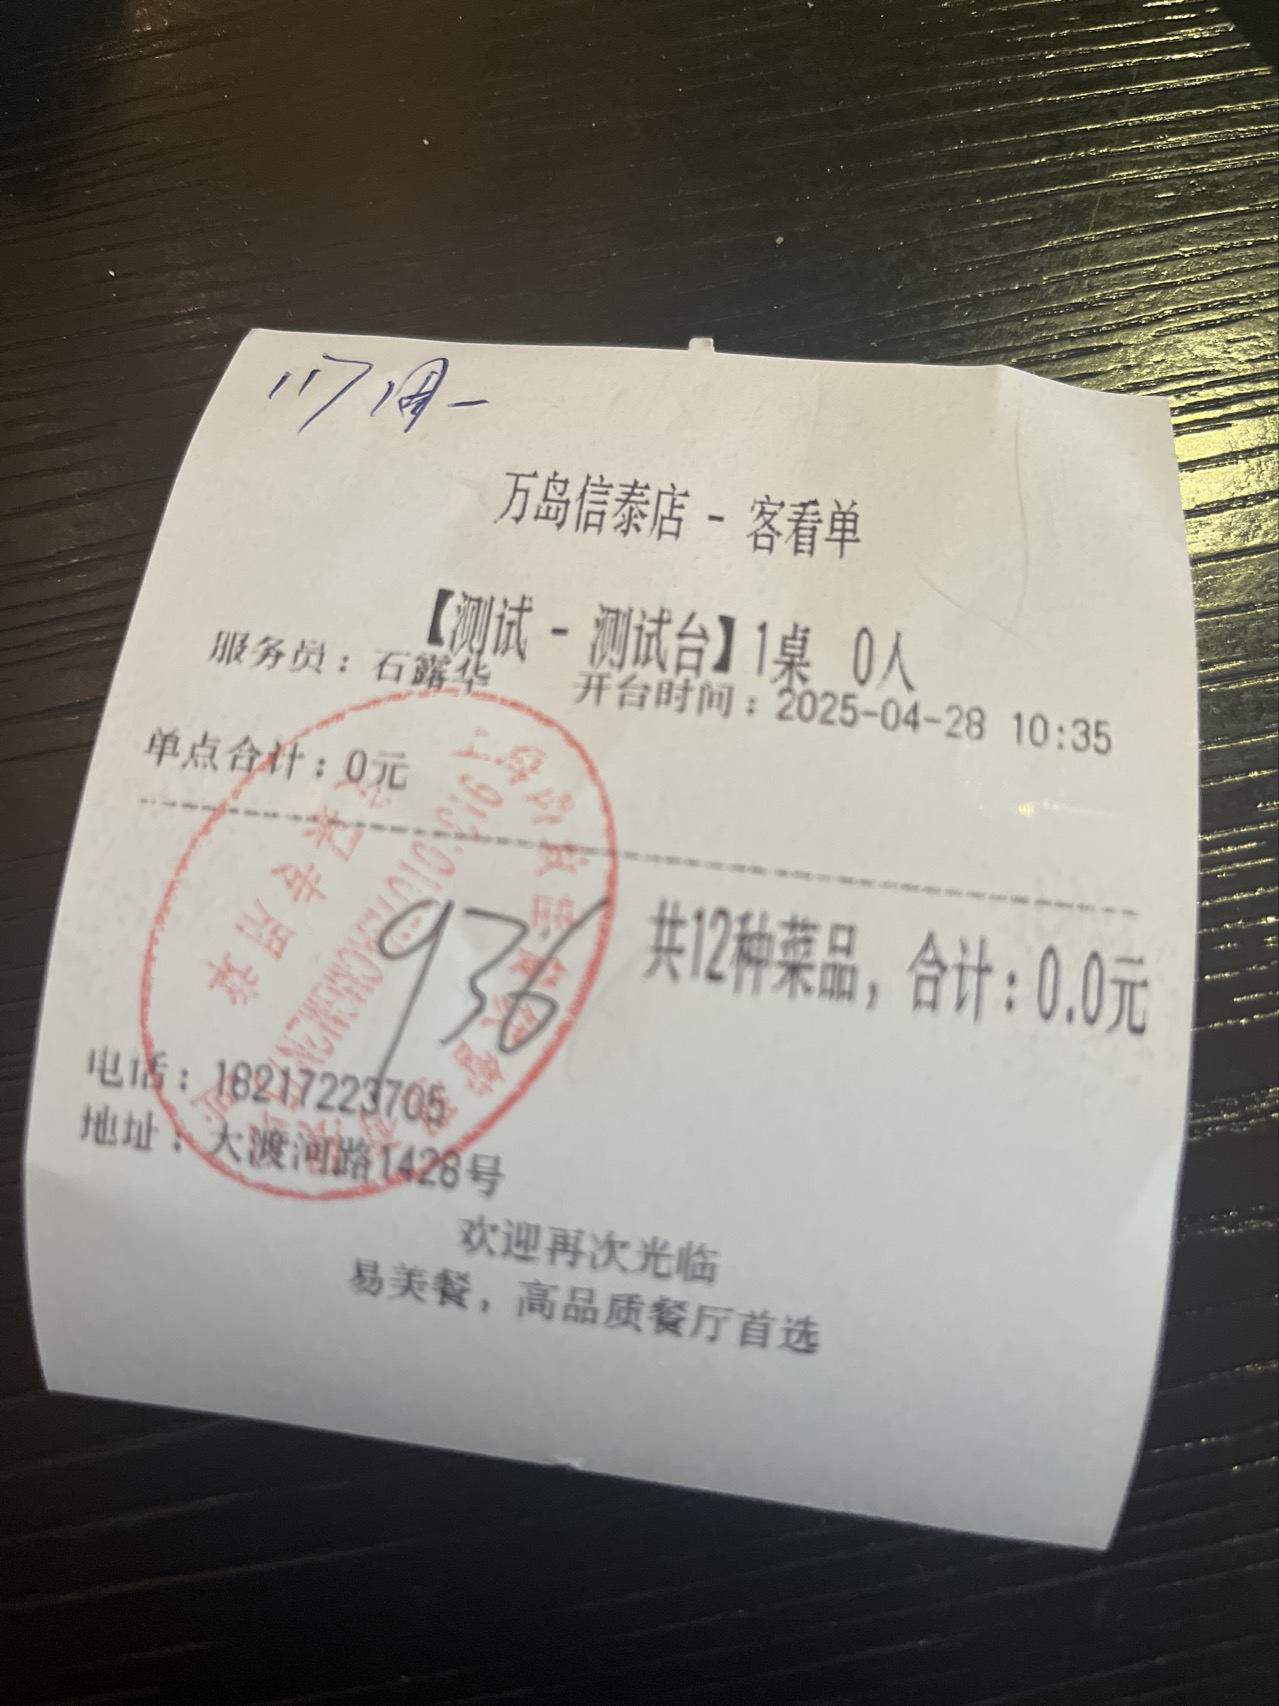 117 周一
万岛信泰店 - 客看单
【测试 - 测试台】1桌 0人
服务员：石露华 开台时间：2025-04-28 10:35
单点合计：0元
共12种菜品，合计：0.0元
936
电话：18217223705
地址：大渡河路1428号
欢迎再次光临
易美餐，高品质餐厅首选